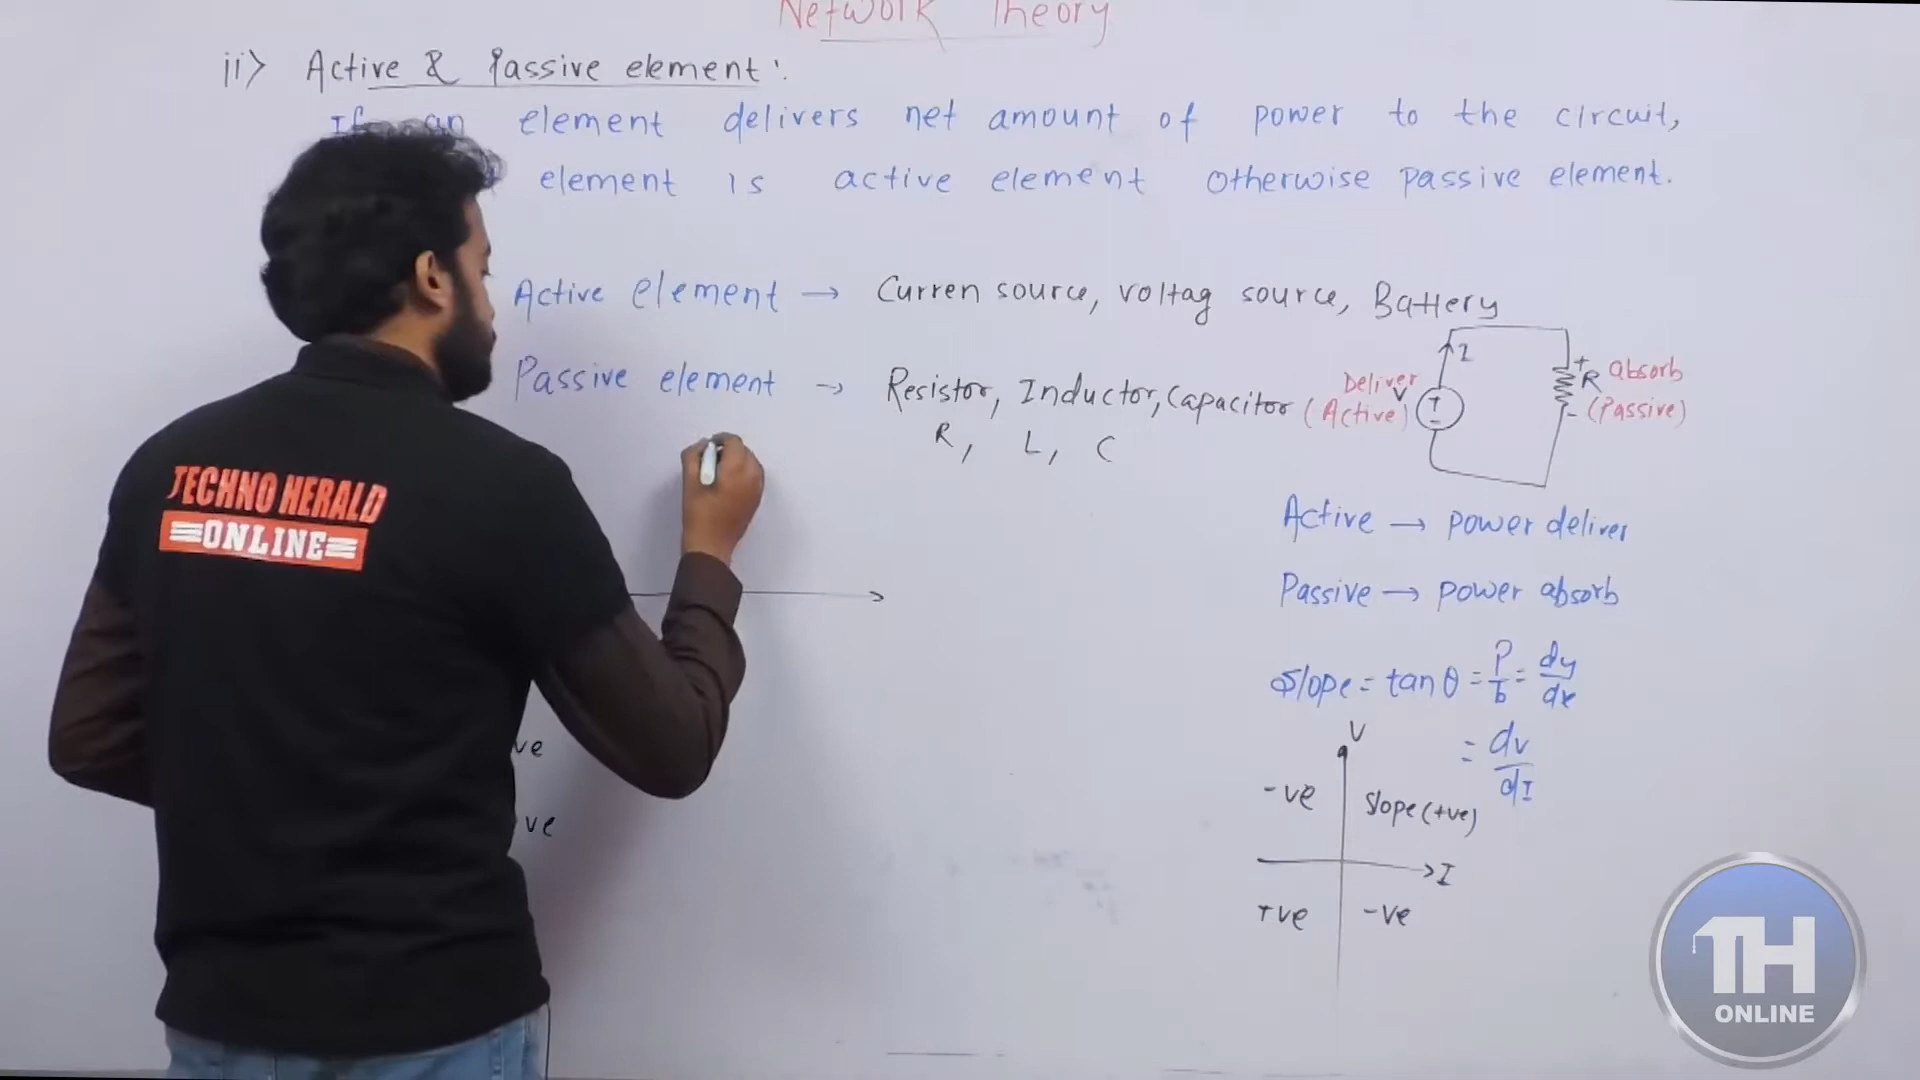 Network Theory
ii> Active & Passive element :
If an element delivers net amount of power to the circuit,
element is active element otherwise passive element.
Active element → Curren source, voltag source, Battery
Passive element → Resistor, Inductor, Capacitor
R, L, C
Deliver
(Active)
V
+
-
I
+
R
-
absorb
(Passive)
Active → power deliver
Passive → power absorb
Slope = tan θ = P/b = dy/dx
= dv/dI
V
-ve
Slope (+ve)
I
+ve
-ve
ve
ve
TECHNO HERALD
ONLINE
TH
ONLINE